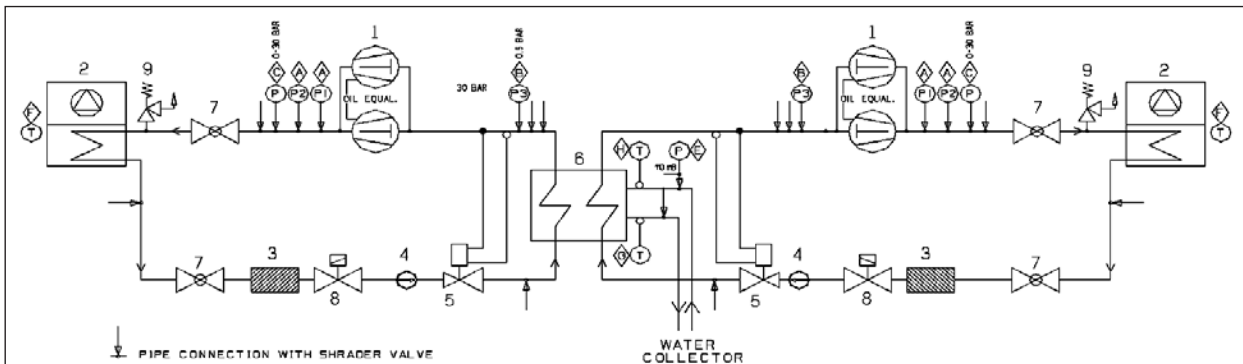 1
1
0-30 BAR
0.5 BAR
0-30 BAR
2
9
7
C
A
A
B
30 BAR
B
A
A
C
7
9
2
P
P2
P1
P3
P3
P1
P2
P
OIL EQUAL.
OIL EQUAL.
F
T
F
T
6
H
T
P
E
T
7
3
8
4
5
5
4
8
3
7
WATER
COLLECTOR
PIPE CONNECTION WITH SHRADER VALVE